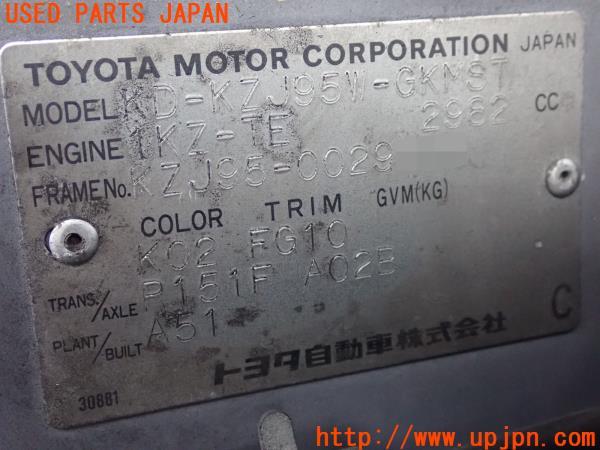 USED PARTS JAPAN
TOYOTA MOTOR CORPORATION JAPAN
MODEL KD-KZJ95W-GKMST
ENGINE 1KZ-TE 2982 CC
FRAME No. KZJ95-0029
COLOR TRIM GVM(KG)
K02 FG10
TRANS./AXLE P151F A02B
PLANT/BUILT A51 C
トヨタ自動車株式会社
30881
http://www.upjpn.com